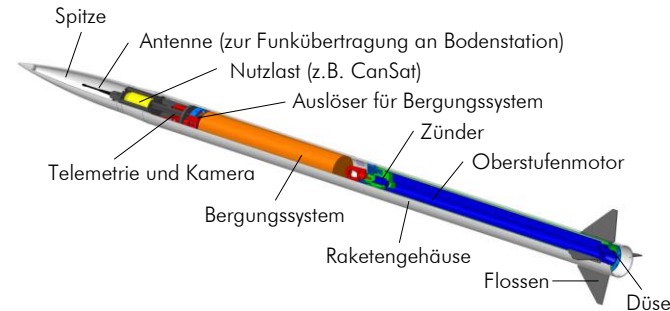 Spitze
Antenne (zur Funkübertragung an Bodenstation)
Nutzlast (z.B. CanSat)
Auslöser für Bergungssystem
Zünder
Oberstufenmotor
Telemetrie und Kamera
Bergungssystem
Raketengehäuse
Flossen
Düse